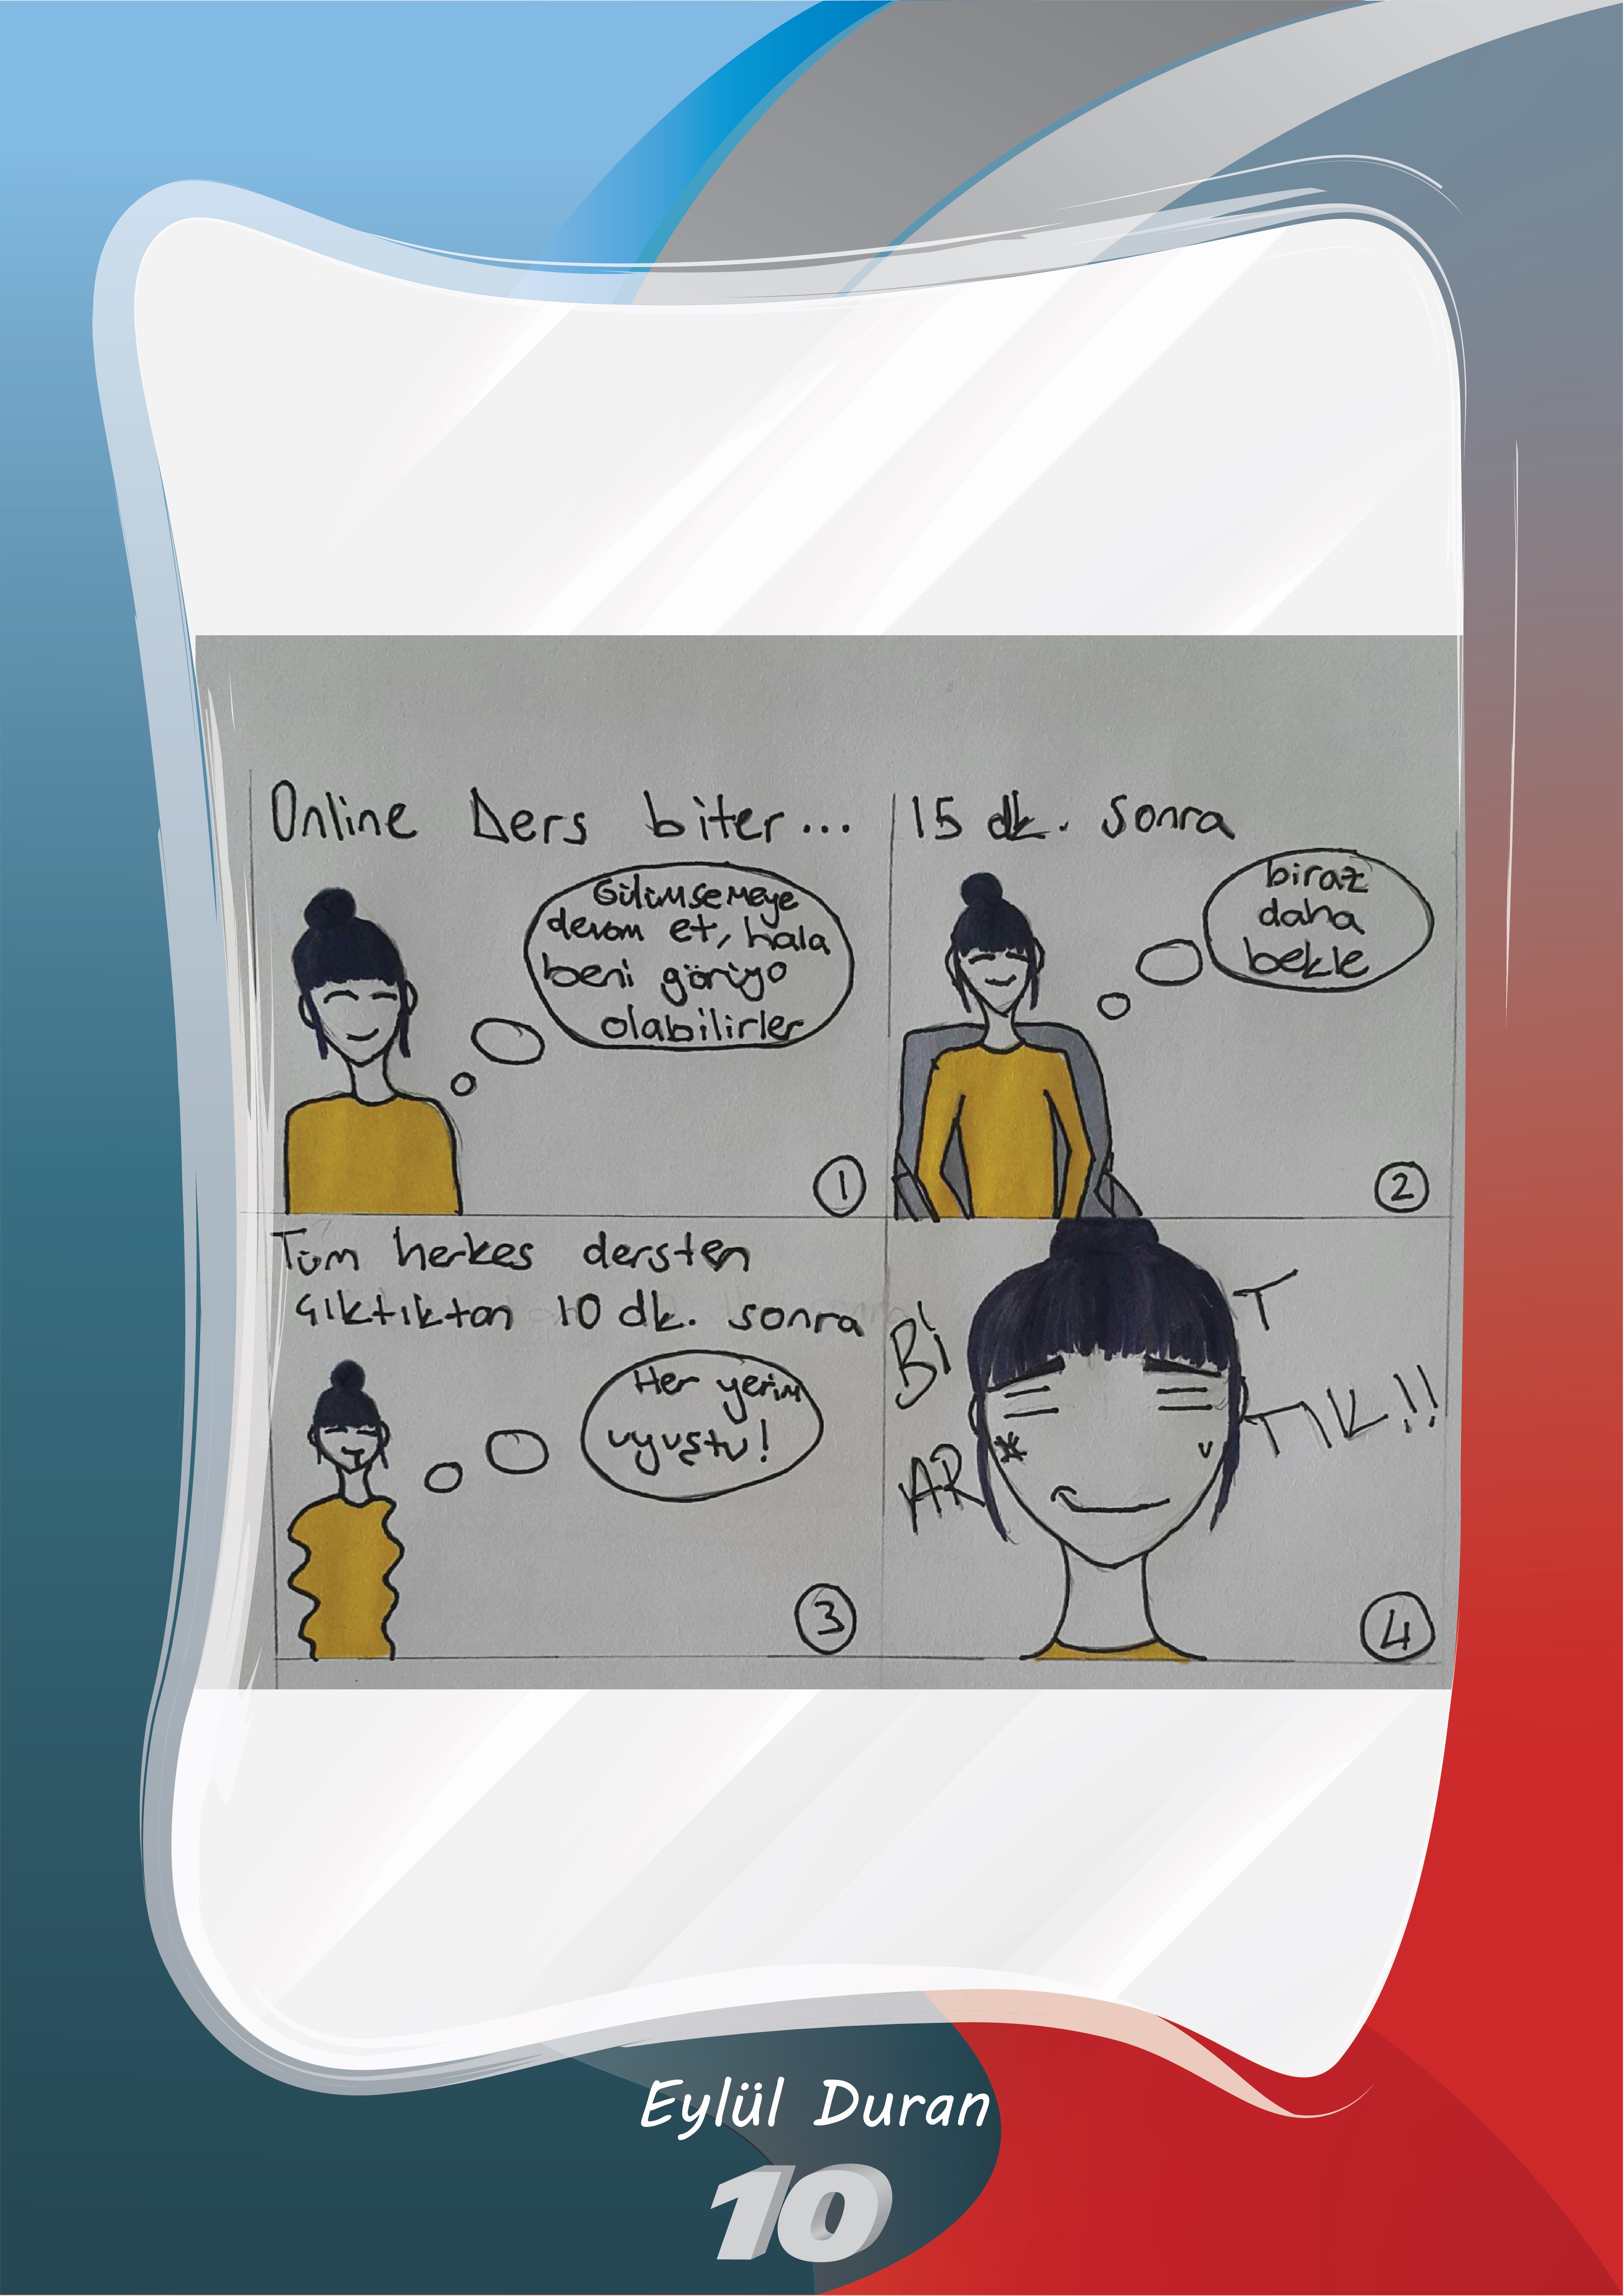 Online Ders biter...
Gülümsemeye
devam et, hala
beni görüyo
olabilirler
1
15 dk. sonra
biraz
daha
bekle
2
Tüm herkes dersten
çıktıktan 10 dk. sonra
Her yerim
uyuştu!
3
Bİ
T
AR
TIK!!
4
Eylül Duran
10